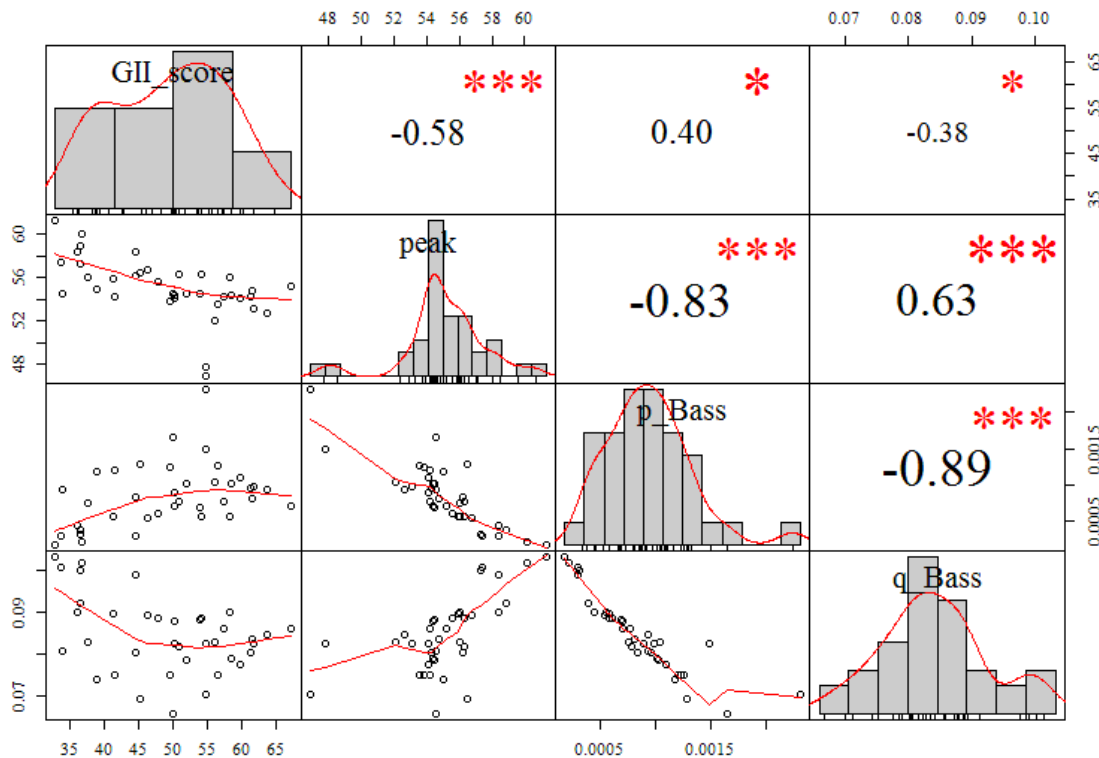 48 50 52 54 56 58 60 0.07 0.08 0.09 0.10
GII_score *** * *
-0.58 0.40 -0.38
35 45 55 65
peak *** ***
-0.83 0.63
48 52 56 60
p_Bass ***
-0.89
0.0005 0.0015
q_Bass
0.07 0.09
35 40 45 50 55 60 65 0.0005 0.0015